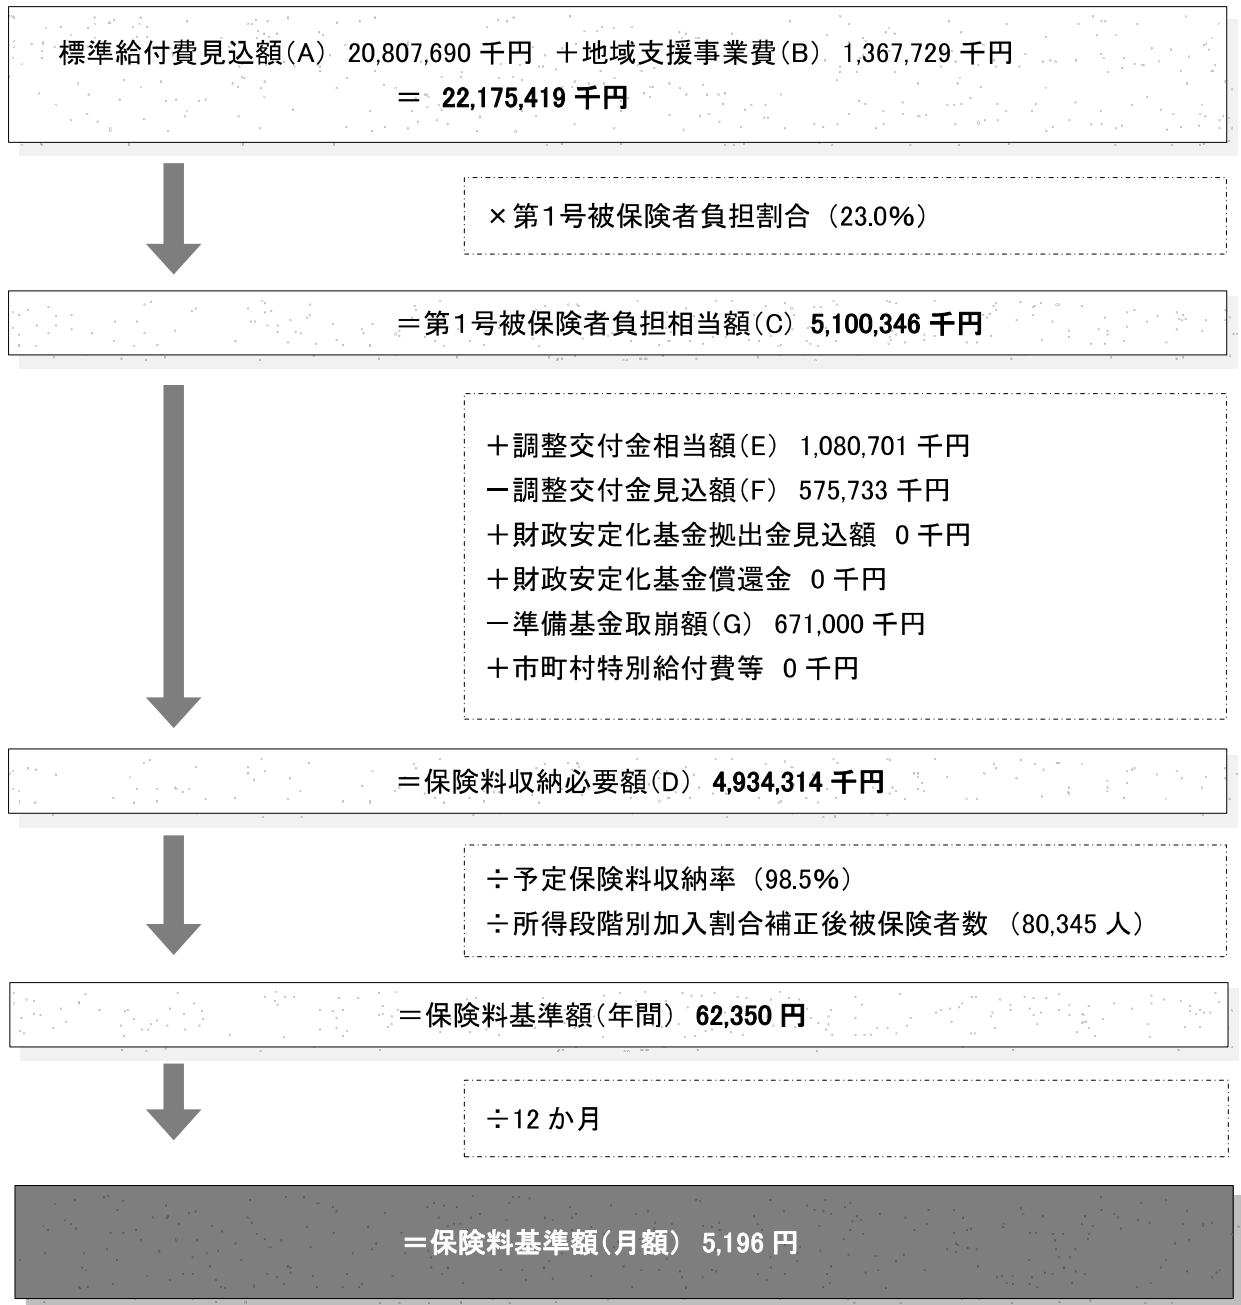 標準給付費見込額(A) 20,807,690 千円 ＋地域支援事業費(B) 1,367,729 千円
＝ 22,175,419 千円
×第1号被保険者負担割合 (23.0%)
＝第1号被保険者負担相当額(C) 5,100,346 千円
＋調整交付金相当額(E) 1,080,701 千円
－調整交付金見込額(F) 575,733 千円
＋財政安定化基金拠出金見込額 0 千円
＋財政安定化基金償還金 0 千円
－準備基金取崩額(G) 671,000 千円
＋市町村特別給付費等 0 千円
＝保険料収納必要額(D) 4,934,314 千円
÷予定保険料収納率 (98.5%)
÷所得段階別加入割合補正後被保険者数 (80,345 人)
＝保険料基準額(年間) 62,350 円
÷12 か月
＝保険料基準額(月額) 5,196 円